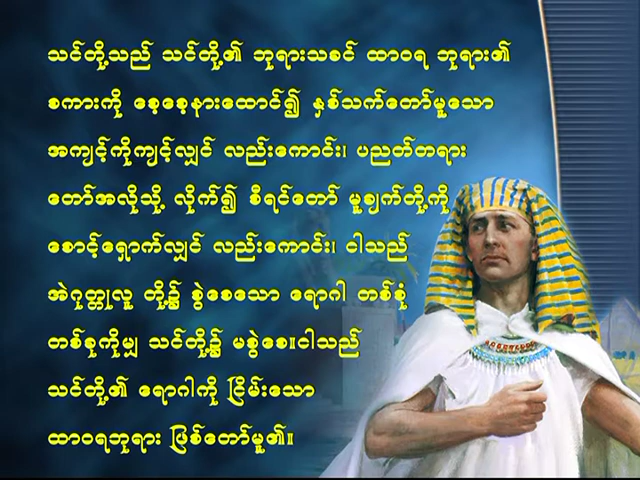 သင်တို့သည် သင်တို့၏ ဘုရားသခင် ထာဝရ ဘုရား၏
စကားကို စေ့စေ့နားထောင်၍ နှစ်သက်တော်မူသော
အကျင့်ကိုကျင့်လျှင် လည်းကောင်း၊ ပညတ်တရား
တော်အလိုသို့ လိုက်၍ စီရင်တော် မူချက်တို့ကို
စောင့်ရှောက်လျှင် လည်းကောင်း၊ ငါသည်
အဲဂုတ္တုလူ တို့၌ စွဲစေသော ရောဂါ တစ်စုံ
တစ်ခုကိုမျှ သင်တို့၌ မစွဲစေ။ငါသည်
သင်တို့၏ ရောဂါကို ငြိမ်းသော
ထာဝရဘုရား ဖြစ်တော်မူ၏။